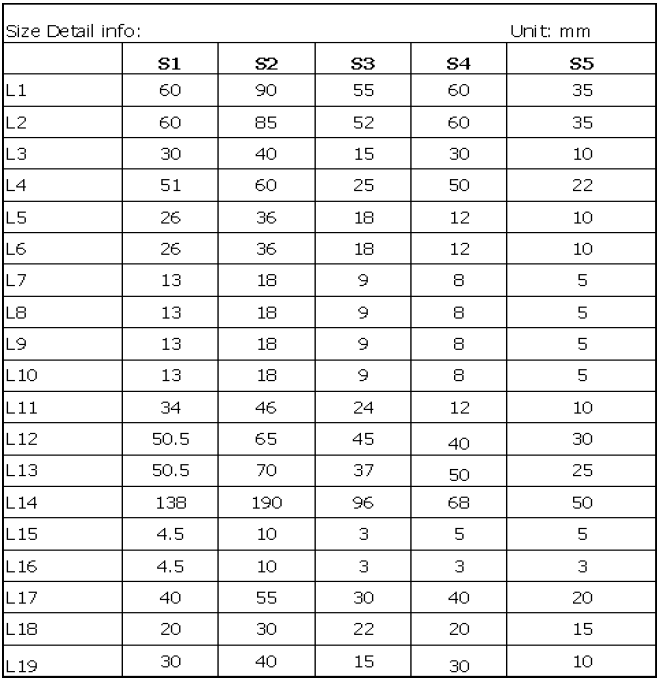 Size Detail info: Unit: mm
S1 S2 S3 S4 S5
L1 60 90 55 60 35
L2 60 85 52 60 35
L3 30 40 15 30 10
L4 51 60 25 50 22
L5 26 36 18 12 10
L6 26 36 18 12 10
L7 13 18 9 8 5
L8 13 18 9 8 5
L9 13 18 9 8 5
L10 13 18 9 8 5
L11 34 46 24 12 10
L12 50.5 65 45 40 30
L13 50.5 70 37 50 25
L14 138 190 96 68 50
L15 4.5 10 3 5 5
L16 4.5 10 3 3 3
L17 40 55 30 40 20
L18 20 30 22 20 15
L19 30 40 15 30 10